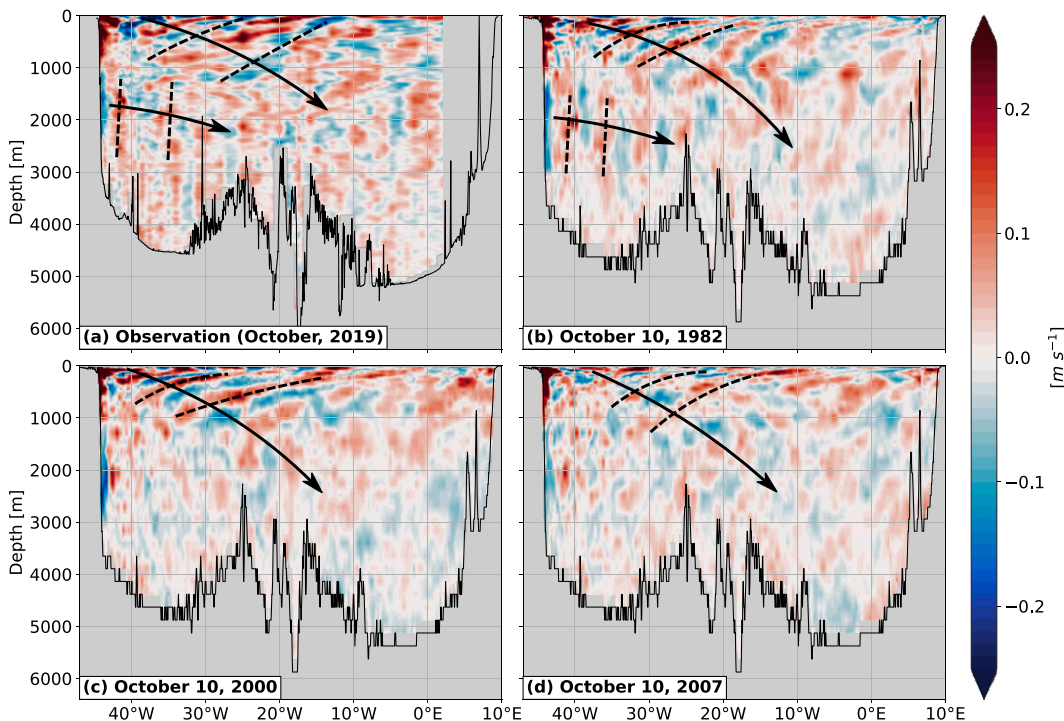 0
1000
2000
3000
4000
5000
6000
Depth [m]
(a) Observation (October, 2019)
(b) October 10, 1982
0
1000
2000
3000
4000
5000
6000
Depth [m]
(c) October 10, 2000
(d) October 10, 2007
40°W 30°W 20°W 10°W 0°E 10°E
40°W 30°W 20°W 10°W 0°E 10°E
0.2
0.1
0.0
−0.1
−0.2
[m s⁻¹]